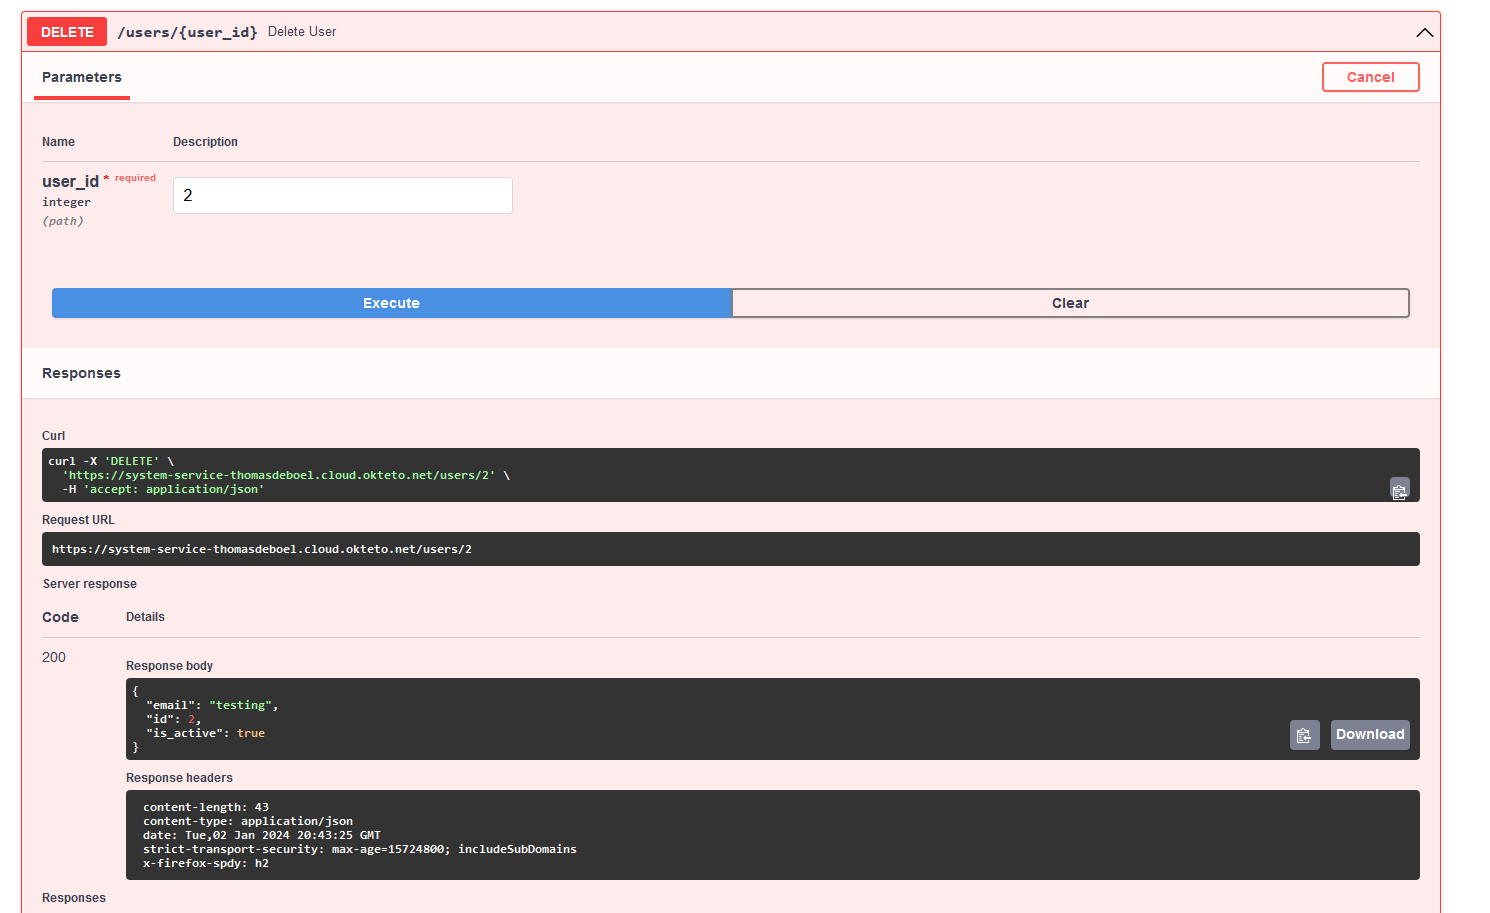 DELETE /users/{user_id} Delete User
Parameters
Cancel
Name Description
user_id * required
integer
(path)
2
Execute
Clear
Responses
Curl
curl -X 'DELETE' \
'https://system-service-thomasdeboel.cloud.okteto.net/users/2' \
-H 'accept: application/json'
Request URL
https://system-service-thomasdeboel.cloud.okteto.net/users/2
Server response
Code Details
200
Response body
{
"email": "testing",
"id": 2,
"is_active": true
}
Download
Response headers
content-length: 43
content-type: application/json
date: Tue,02 Jan 2024 20:43:25 GMT
strict-transport-security: max-age=15724800; includeSubDomains
x-firefox-spdy: h2
Responses